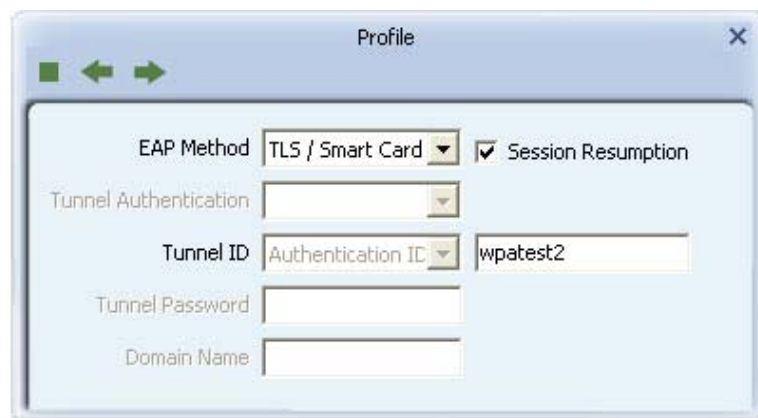 Profile
EAP Method TLS / Smart Card Session Resumption
Tunnel Authentication
Tunnel ID Authentication ID wpatest2
Tunnel Password
Domain Name